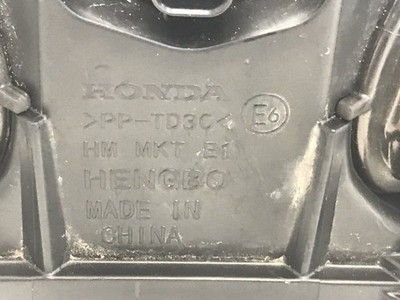 HONDA
>PP-TD30<
E6
HM MKT E1
HENGBO
MADE IN
CHINA